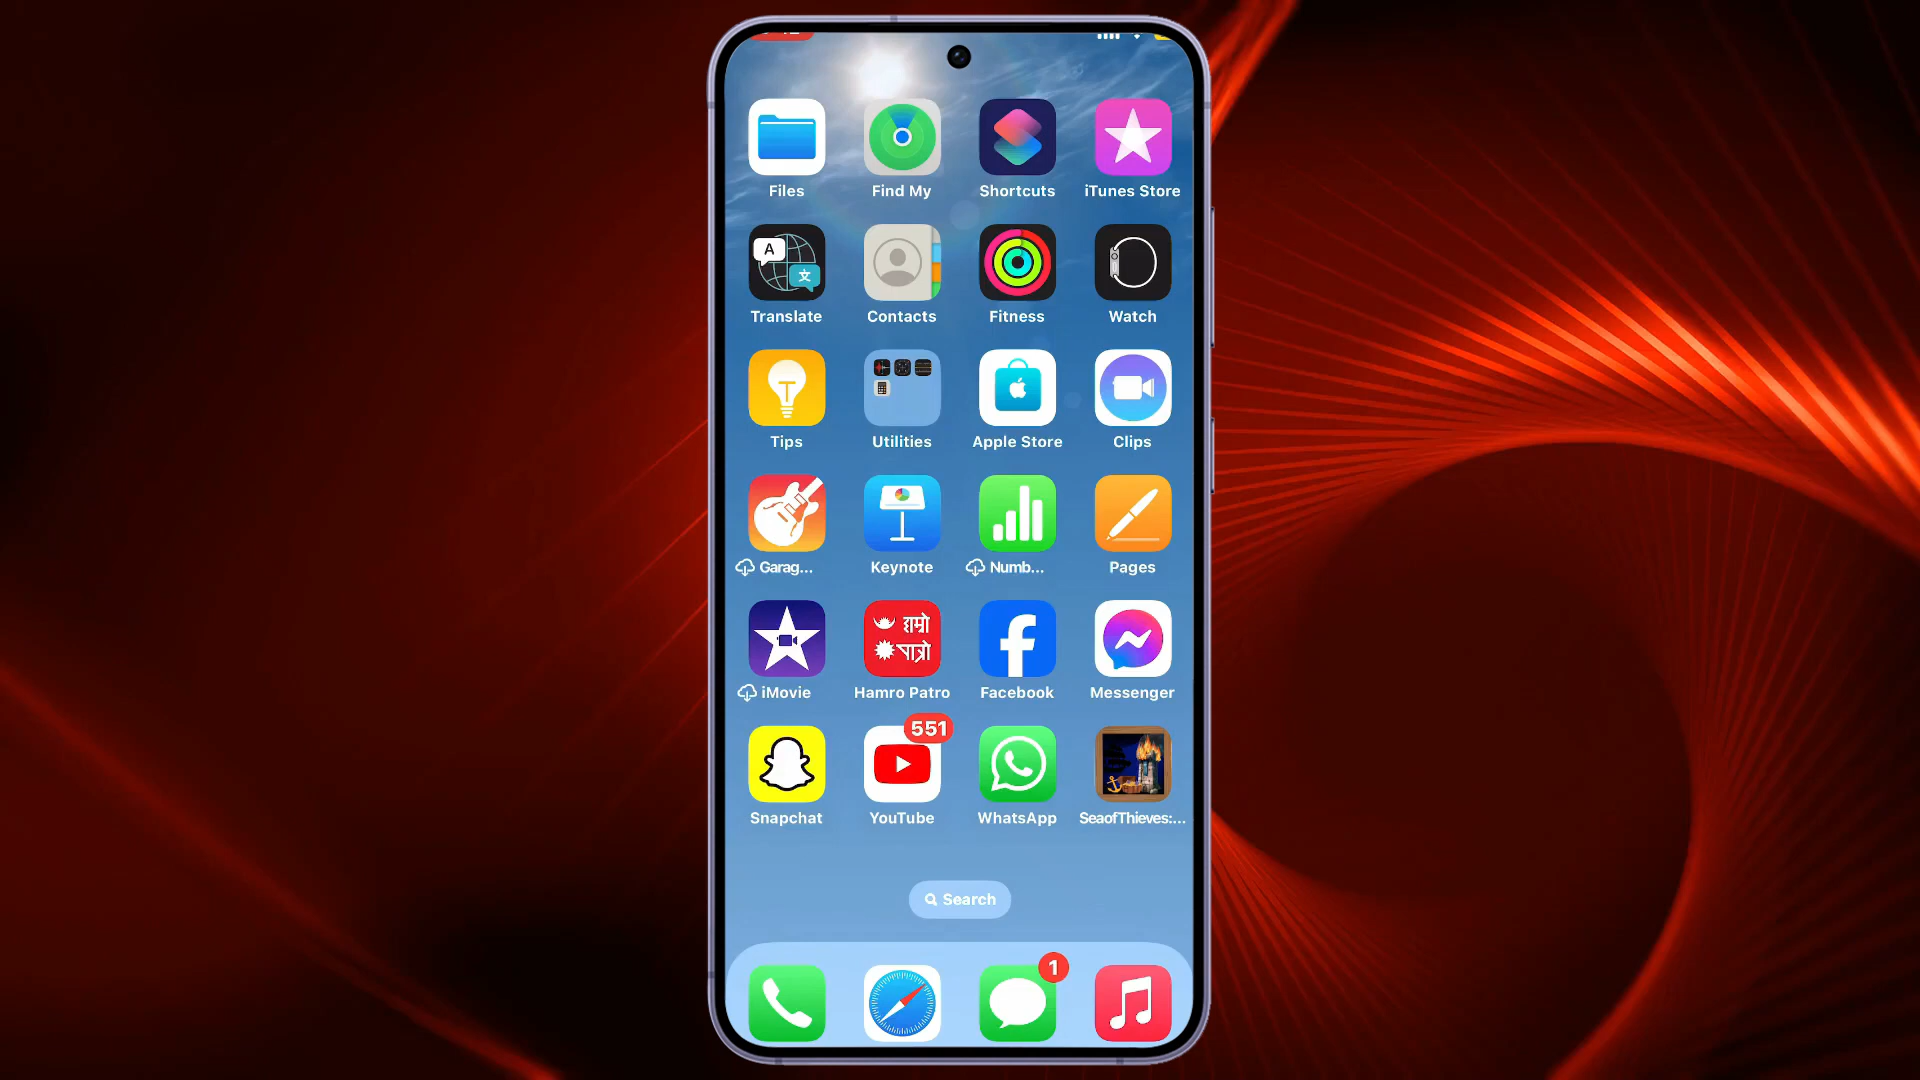 Files Find My Shortcuts iTunes Store
A 文
Translate Contacts Fitness Watch
Tips Utilities Apple Store Clips
Garag... Keynote Numb... Pages
हाम्रो
पात्रो
iMovie Hamro Patro Facebook Messenger
551
Snapchat YouTube WhatsApp SeaofThieves:...
Search
1